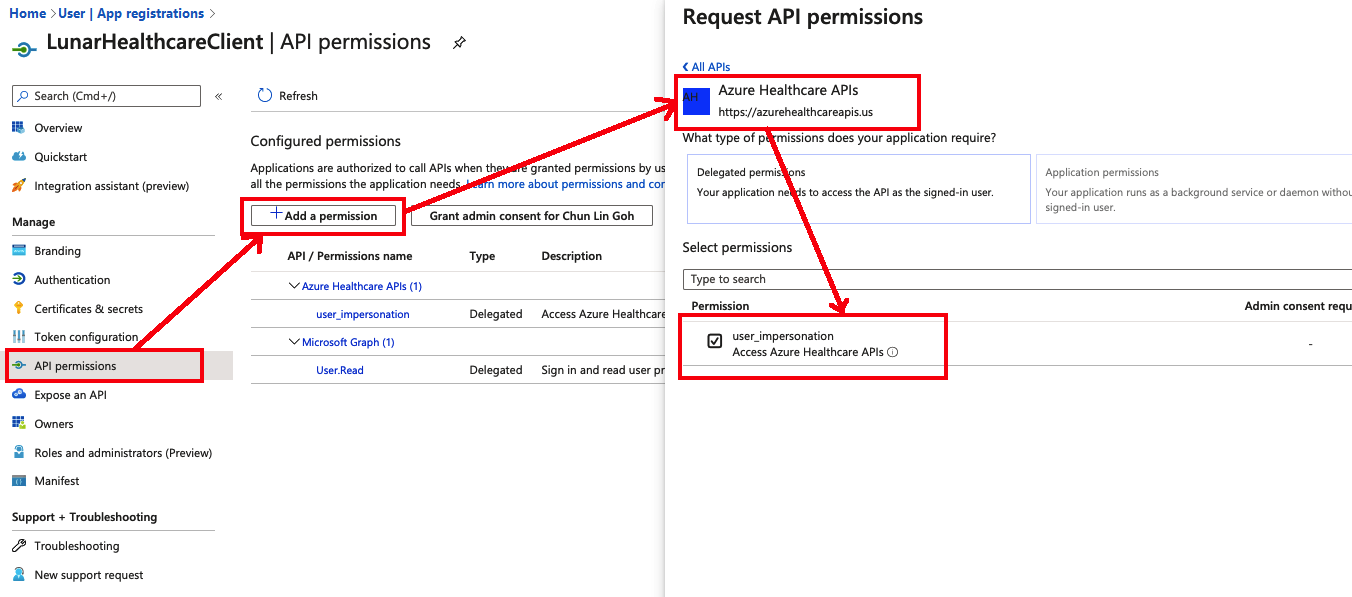 Home > User | App registrations >
LunarHealthcareClient | API permissions
Search (Cmd+/)
«
Overview
Quickstart
Integration assistant (preview)
Manage
Branding
Authentication
Certificates & secrets
Token configuration
API permissions
Expose an API
Owners
Roles and administrators (Preview)
Manifest
Support + Troubleshooting
Troubleshooting
New support request
Refresh
Configured permissions
Applications are authorized to call APIs when they are granted permissions by us
all the permissions the application needs. Learn more about permissions and con
+ Add a permission
Grant admin consent for Chun Lin Goh
API / Permissions name Type Description
Azure Healthcare APIs (1)
user_impersonation Delegated Access Azure Healthcare
Microsoft Graph (1)
User.Read Delegated Sign in and read user pr
Request API permissions
All APIs
AH
Azure Healthcare APIs
https://azurehealthcareapis.us
What type of permissions does your application require?
Delegated permissions
Your application needs to access the API as the signed-in user.
Application permissions
Your application runs as a background service or daemon withou
signed-in user.
Select permissions
Type to search
Permission Admin consent requ
user_impersonation
Access Azure Healthcare APIs
-